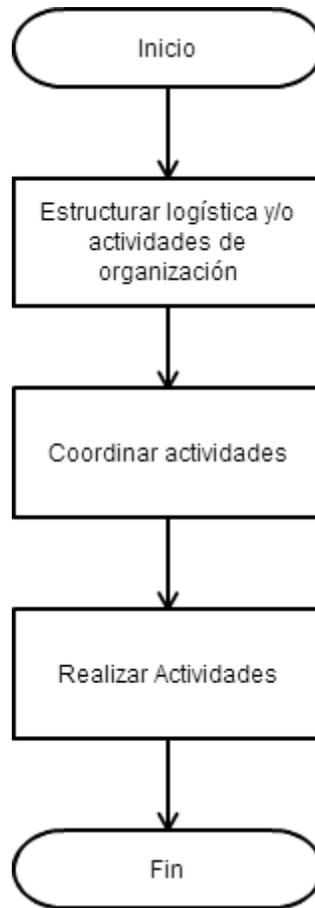 Inicio
Estructurar logística y/o
actividades de
organización
Coordinar actividades
Realizar Actividades
Fin